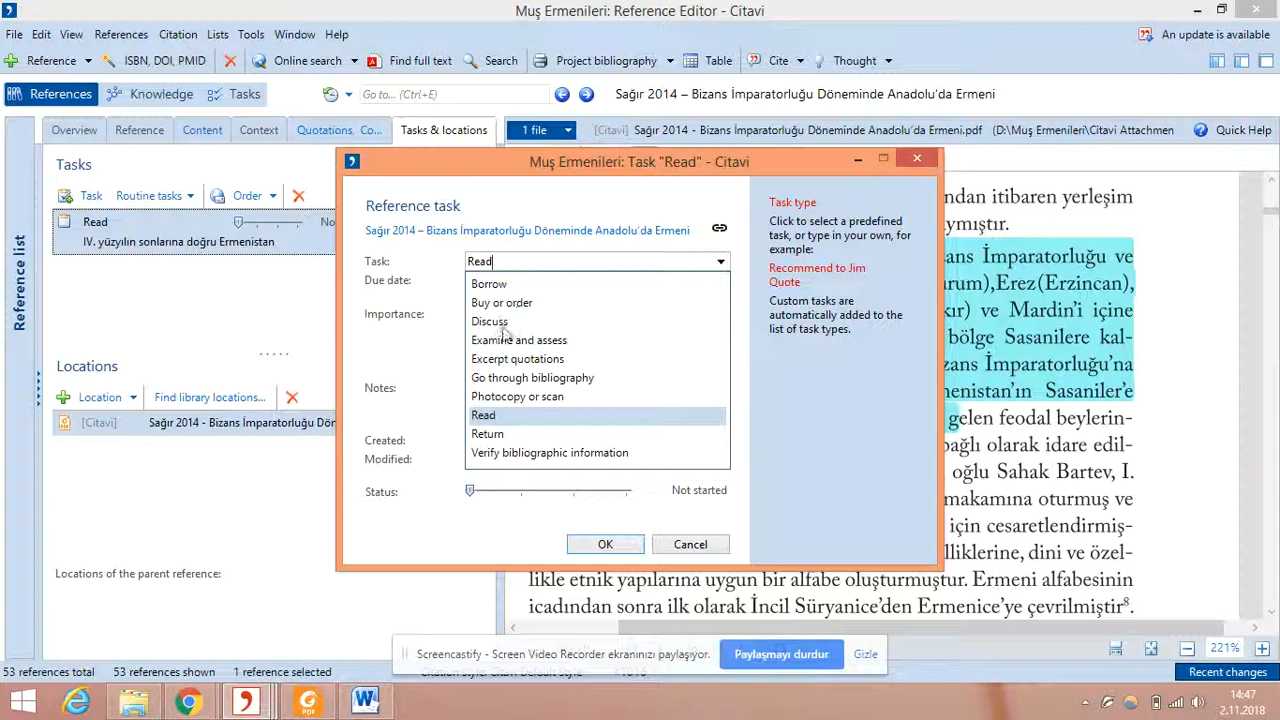 Muş Ermenileri: Reference Editor - Citavi
File Edit View References Citation Lists Tools Window Help
An update is available
Reference ISBN, DOI, PMID Online search Find full text Search Project bibliography Table Cite Thought
References Knowledge Tasks Go to... (Ctrl+E) Sağır 2014 – Bizans İmparatorluğu Döneminde Anadolu'da Ermeni
Overview Reference Content Context Quotations, Co... Tasks & locations
1 file [Citavi] Sağır 2014 - Bizans İmparatorluğu Döneminde Anadolu'da Ermeni.pdf (D:\Muş Ermenileri\Citavi Attachmen Quick Help
Reference list
Tasks
Task Routine tasks Order
Read No
IV. yüzyılın sonlarına doğru Ermenistan
Locations
Location Find library locations...
[Citavi] Sağır 2014 - Bizans İmparatorluğu Dör
Locations of the parent reference:
Muş Ermenileri: Task "Read" - Citavi
Reference task
Sağır 2014 – Bizans İmparatorluğu Döneminde Anadolu'da Ermeni
Task: Read
Due date:
Importance:
Notes:
Created:
Modified:
Status: Not started
Borrow
Buy or order
Discuss
Examine and assess
Excerpt quotations
Go through bibliography
Photocopy or scan
Read
Return
Verify bibliographic information
OK Cancel
Task type
Click to select a predefined
task, or type in your own, for
example:
Recommend to Jim
Quote
Custom tasks are
automatically added to the
list of task types.
ından itibaren yerleşim
ymıştır.
zans İmparatorluğu ve
urum),Erez(Erzincan),
kır) ve Mardin'i içine
bölge Sasanilere kal-
zans İmparatorluğu'na
menistan'ın Sasaniler'e
gelen feodal beylerin-
bağlı olarak idare edil-
oğlu Sahak Bartev, I.
makamına oturmuş ve
için cesaretlendirmiş-
lliklerine, dini ve özel-
likle etnik yapılarına uygun bir alfabe oluşturmuştur. Ermeni alfabesinin
icadından sonra ilk olarak İncil Süryanice'den Ermenice'ye çevrilmiştir⁸.
Screencastify - Screen Video Recorder ekranınızı paylaşıyor. Paylaşmayı durdur Gizle
221%
53 references total 53 references shown 1 reference selected Recent changes
14:47
2.11.2018